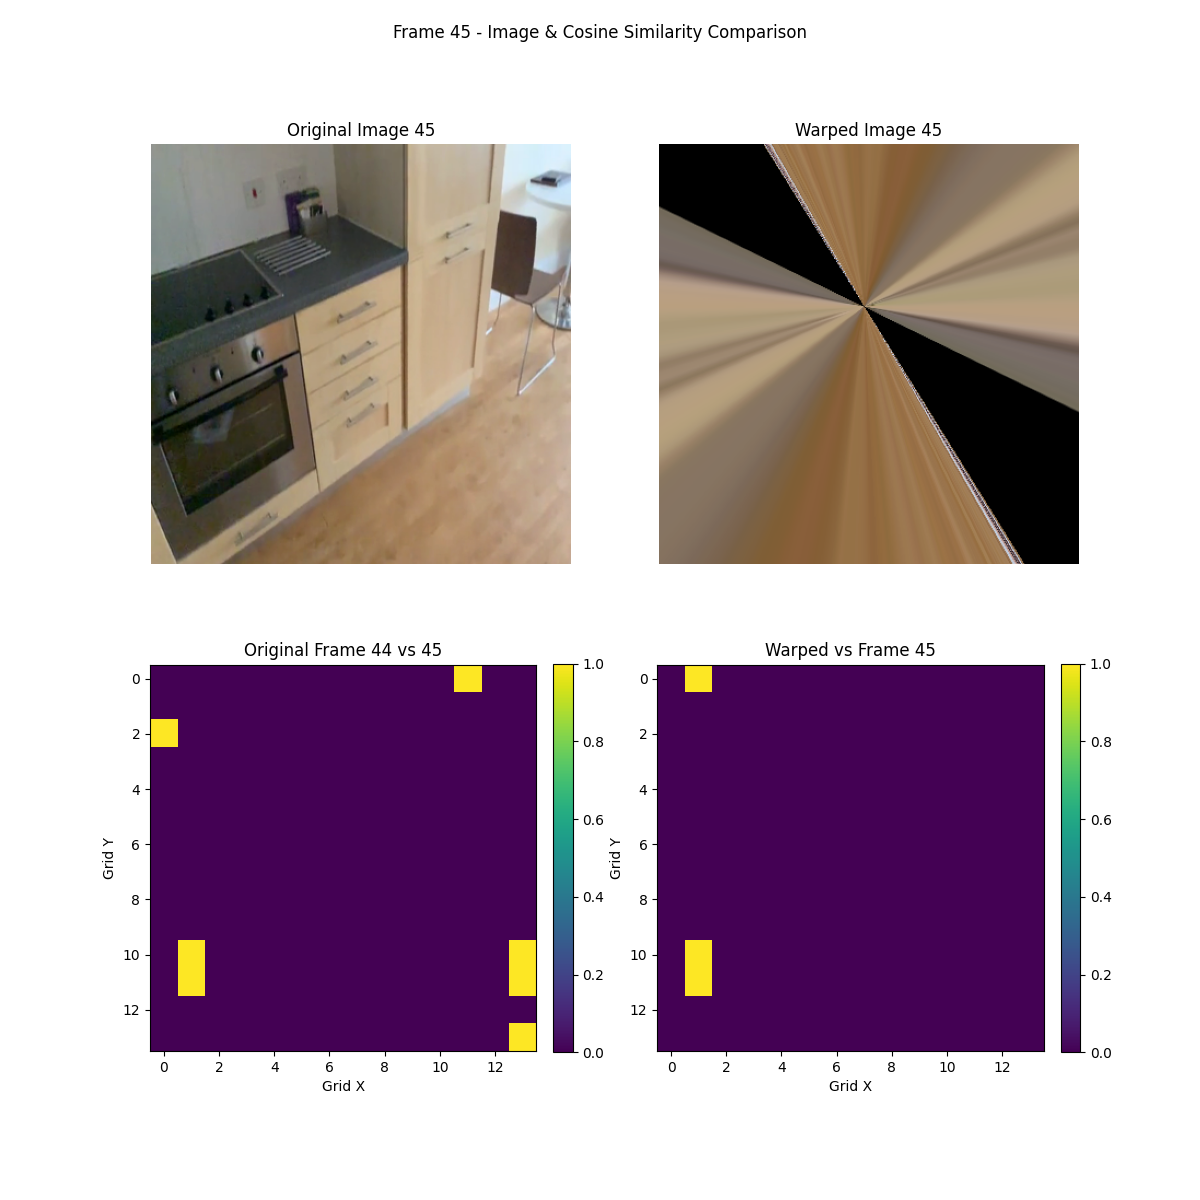 Frame 45 - Image & Cosine Similarity Comparison
Original Image 45
Warped Image 45
Original Frame 44 vs 45
Warped vs Frame 45
0
2
4
6
8
10
12
Grid Y
0 2 4 6 8 10 12
Grid X
1.0
0.8
0.6
0.4
0.2
0.0
0
2
4
6
8
10
12
Grid Y
0 2 4 6 8 10 12
Grid X
1.0
0.8
0.6
0.4
0.2
0.0